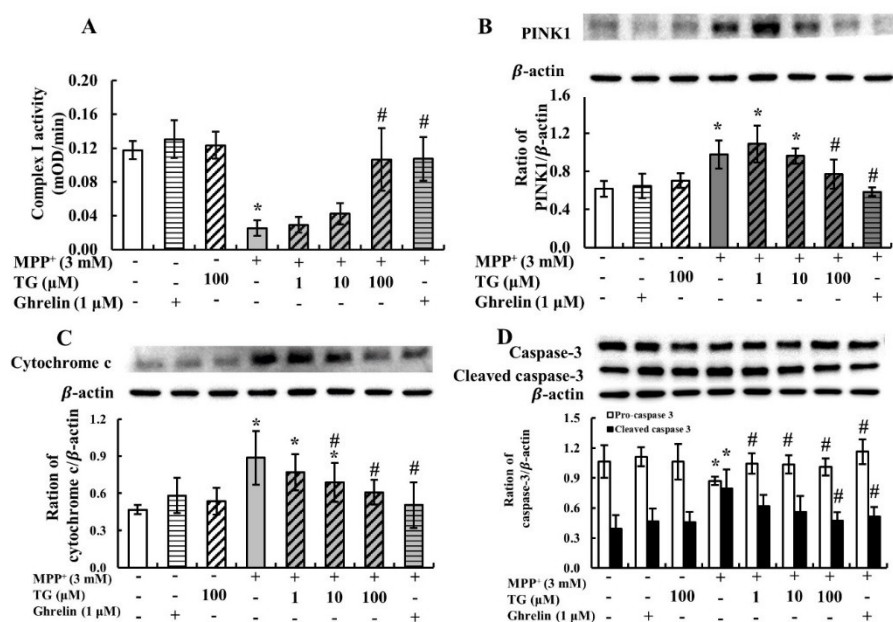 A
Complex I activity
(mOD/min)
0.20
0.16
0.12
0.08
0.04
0.00
*
#
#
MPP⁺ (3 mM) - - - + + + + +
TG (μM) - - 100 - 1 10 100 -
Ghrelin (1 μM) - + - - - - - +
B
PINK1
β-actin
Ratio of
PINK1/β-actin
1.6
1.2
0.8
0.4
0.0
*
*
*
#
#
MPP⁺ (3 mM) - - - + + + + +
TG (μM) - - 100 - 1 10 100 -
Ghrelin (1 μM) - + - - - - - +
C
Cytochrome c
β-actin
Ration of
cytochrome c/β-actin
1.2
0.9
0.6
0.3
0.0
*
*
#
*
#
#
MPP⁺ (3 mM) - - - + + + + +
TG (μM) - - 100 - 1 10 100 -
Ghrelin (1 μM) - + - - - - - +
D
Caspase-3
Cleaved caspase-3
β-actin
Pro-caspase 3
Cleaved caspase 3
Ration of
caspase-3/β-actin
1.5
1.2
0.9
0.6
0.3
0.0
* *
#
#
#
#
#
#
MPP⁺ (3 mM) - - - + + + + +
TG (μM) - - 100 - 1 10 100 -
Ghrelin (1 μM) - + - - - - - +